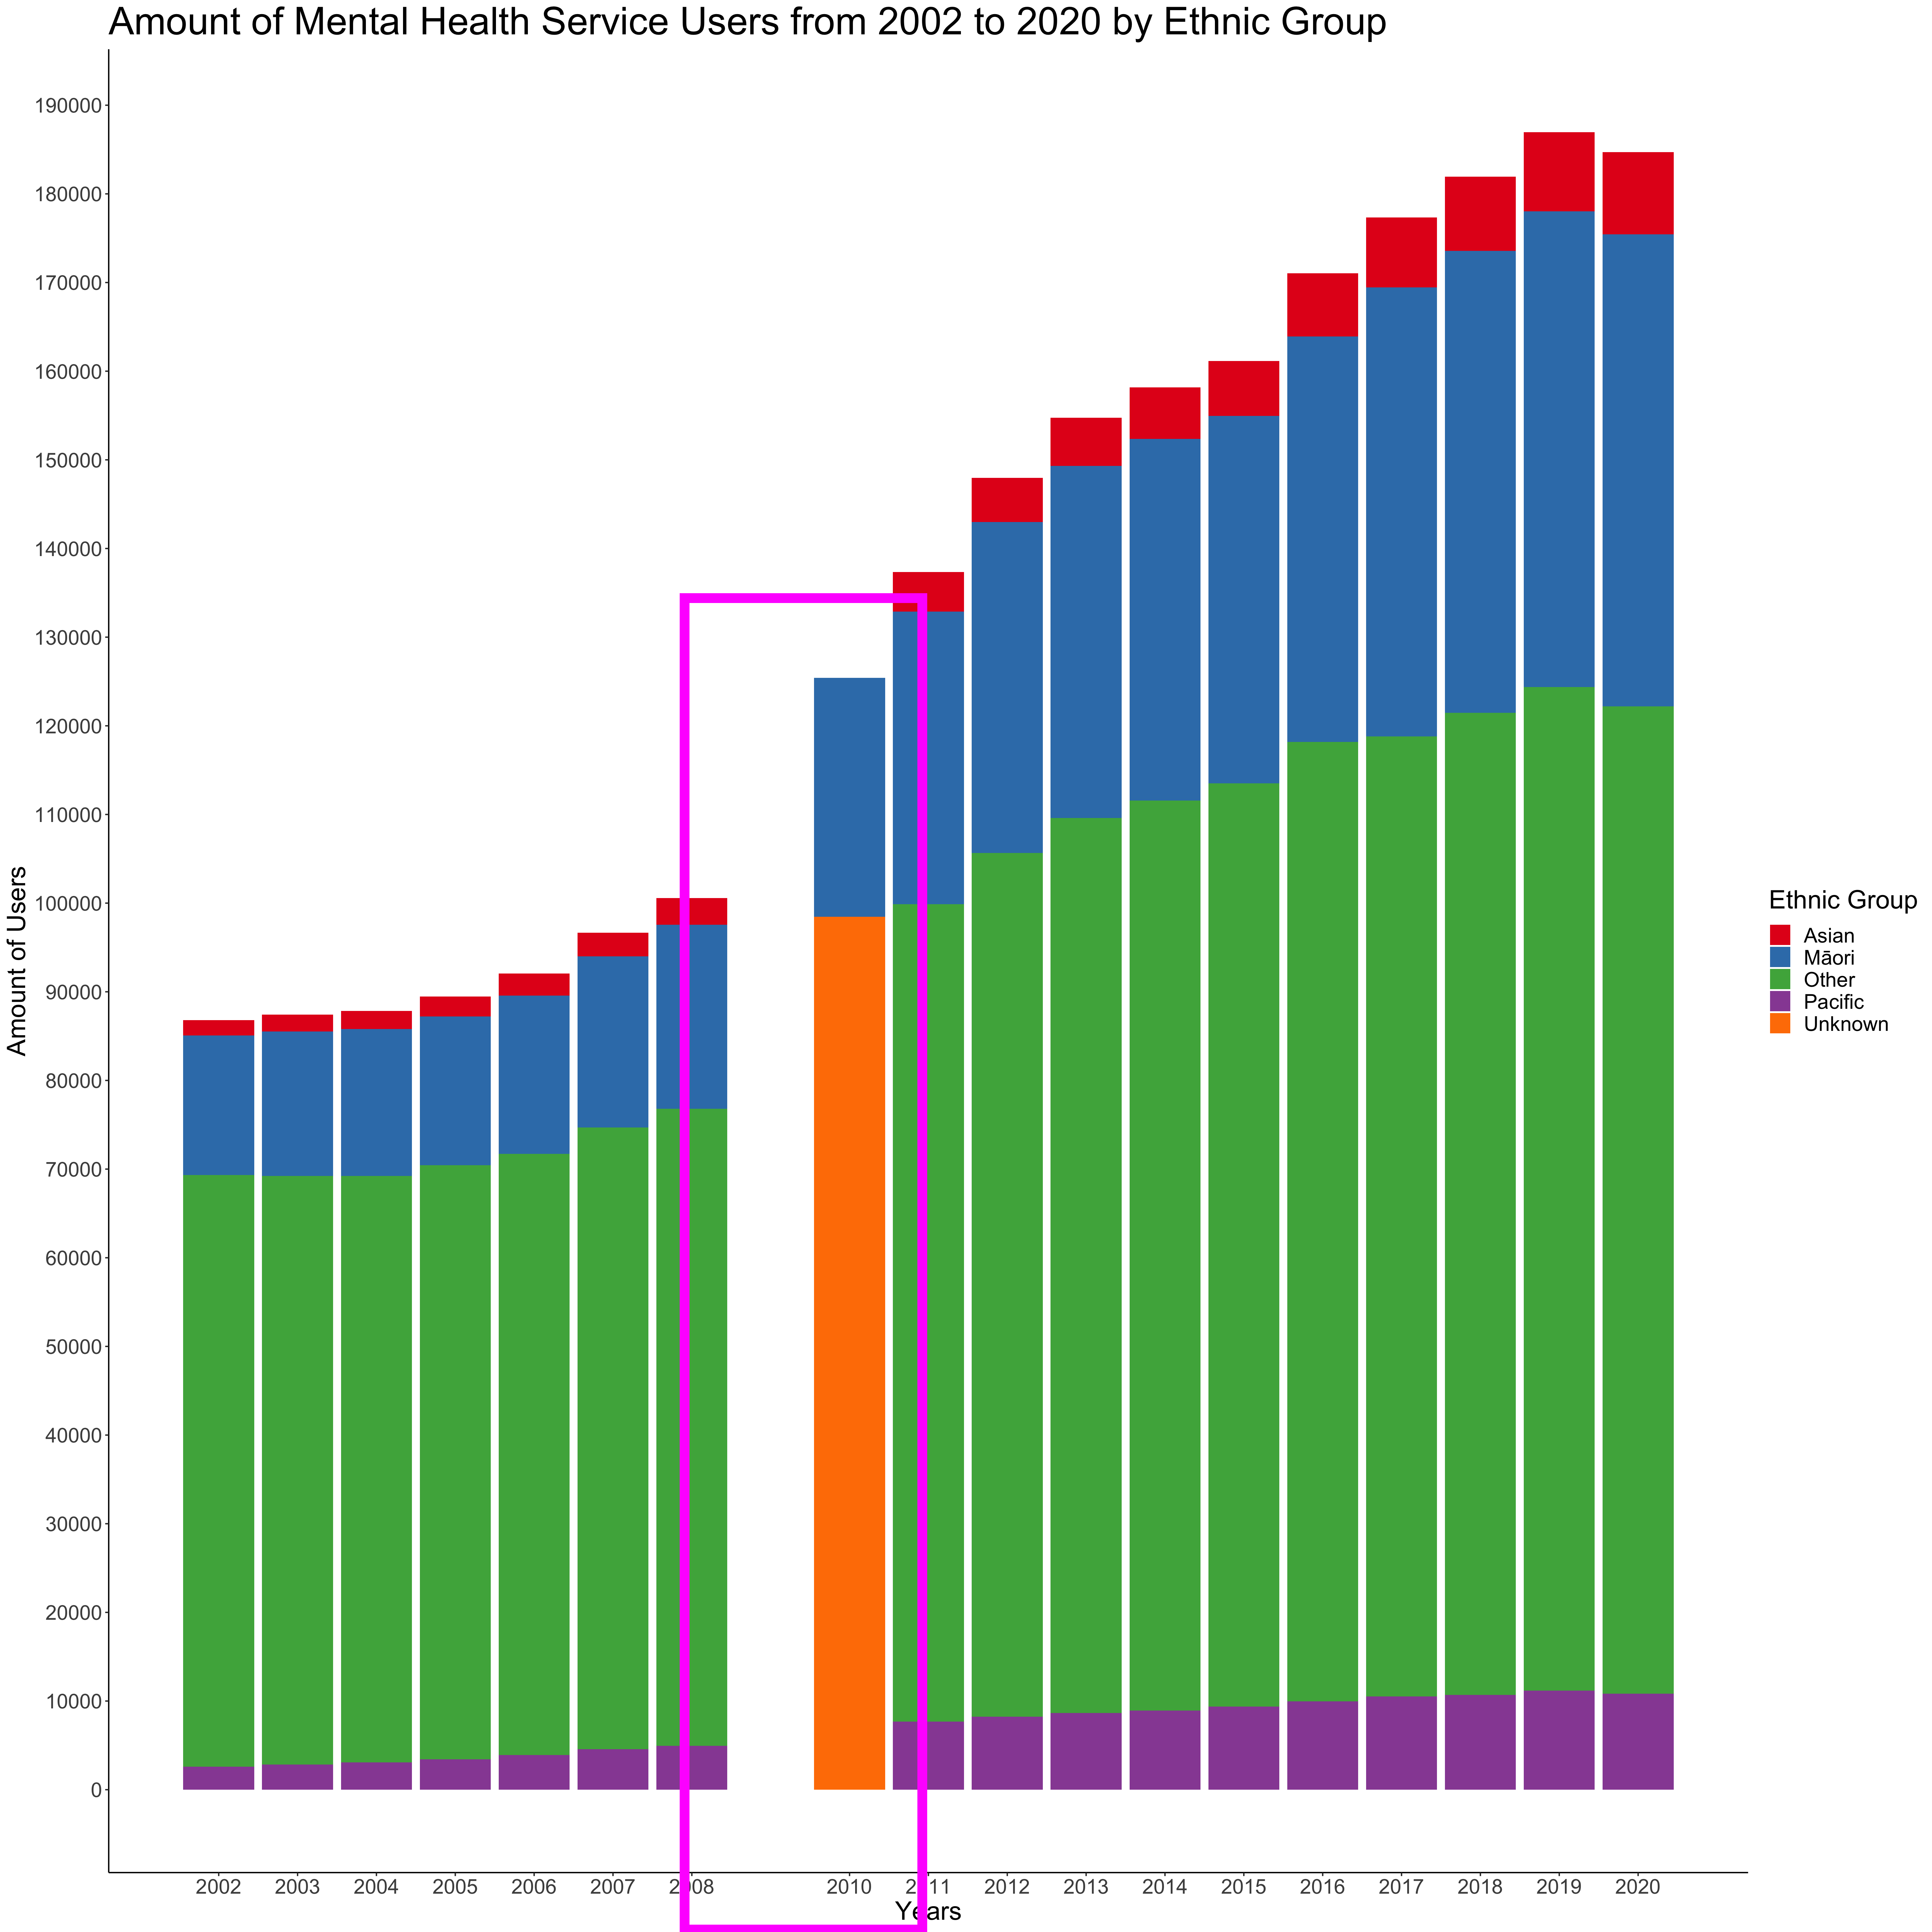 Amount of Mental Health Service Users from 2002 to 2020 by Ethnic Group
190000
180000
170000
160000
150000
140000
130000
120000
110000
100000
90000
80000
70000
60000
50000
40000
30000
20000
10000
0
Amount of Users
2002 2003 2004 2005 2006 2007 2008 2010 2011 2012 2013 2014 2015 2016 2017 2018 2019 2020
Years
Ethnic Group
Asian
Māori
Other
Pacific
Unknown